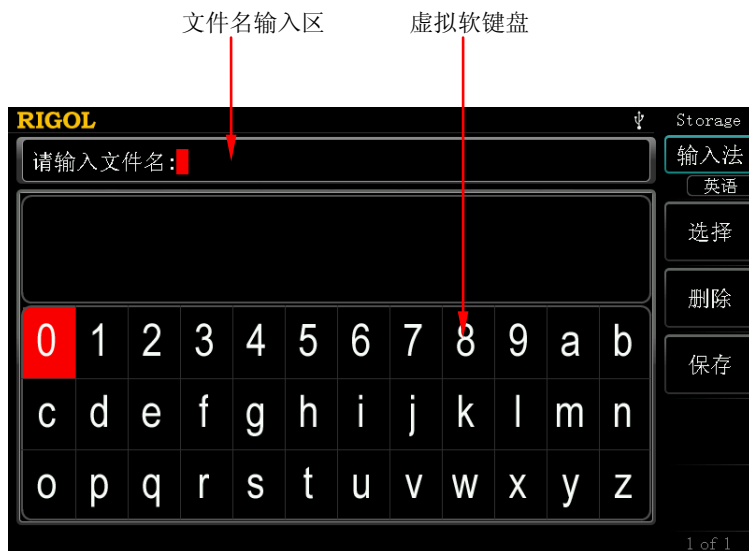 文件名输入区 虚拟软键盘
RIGOL Storage
请输入文件名:
输入法
英语
选择
删除
保存
0 1 2 3 4 5 6 7 8 9 a b
c d e f g h i j k l m n
o p q r s t u v w x y z
1 of 1